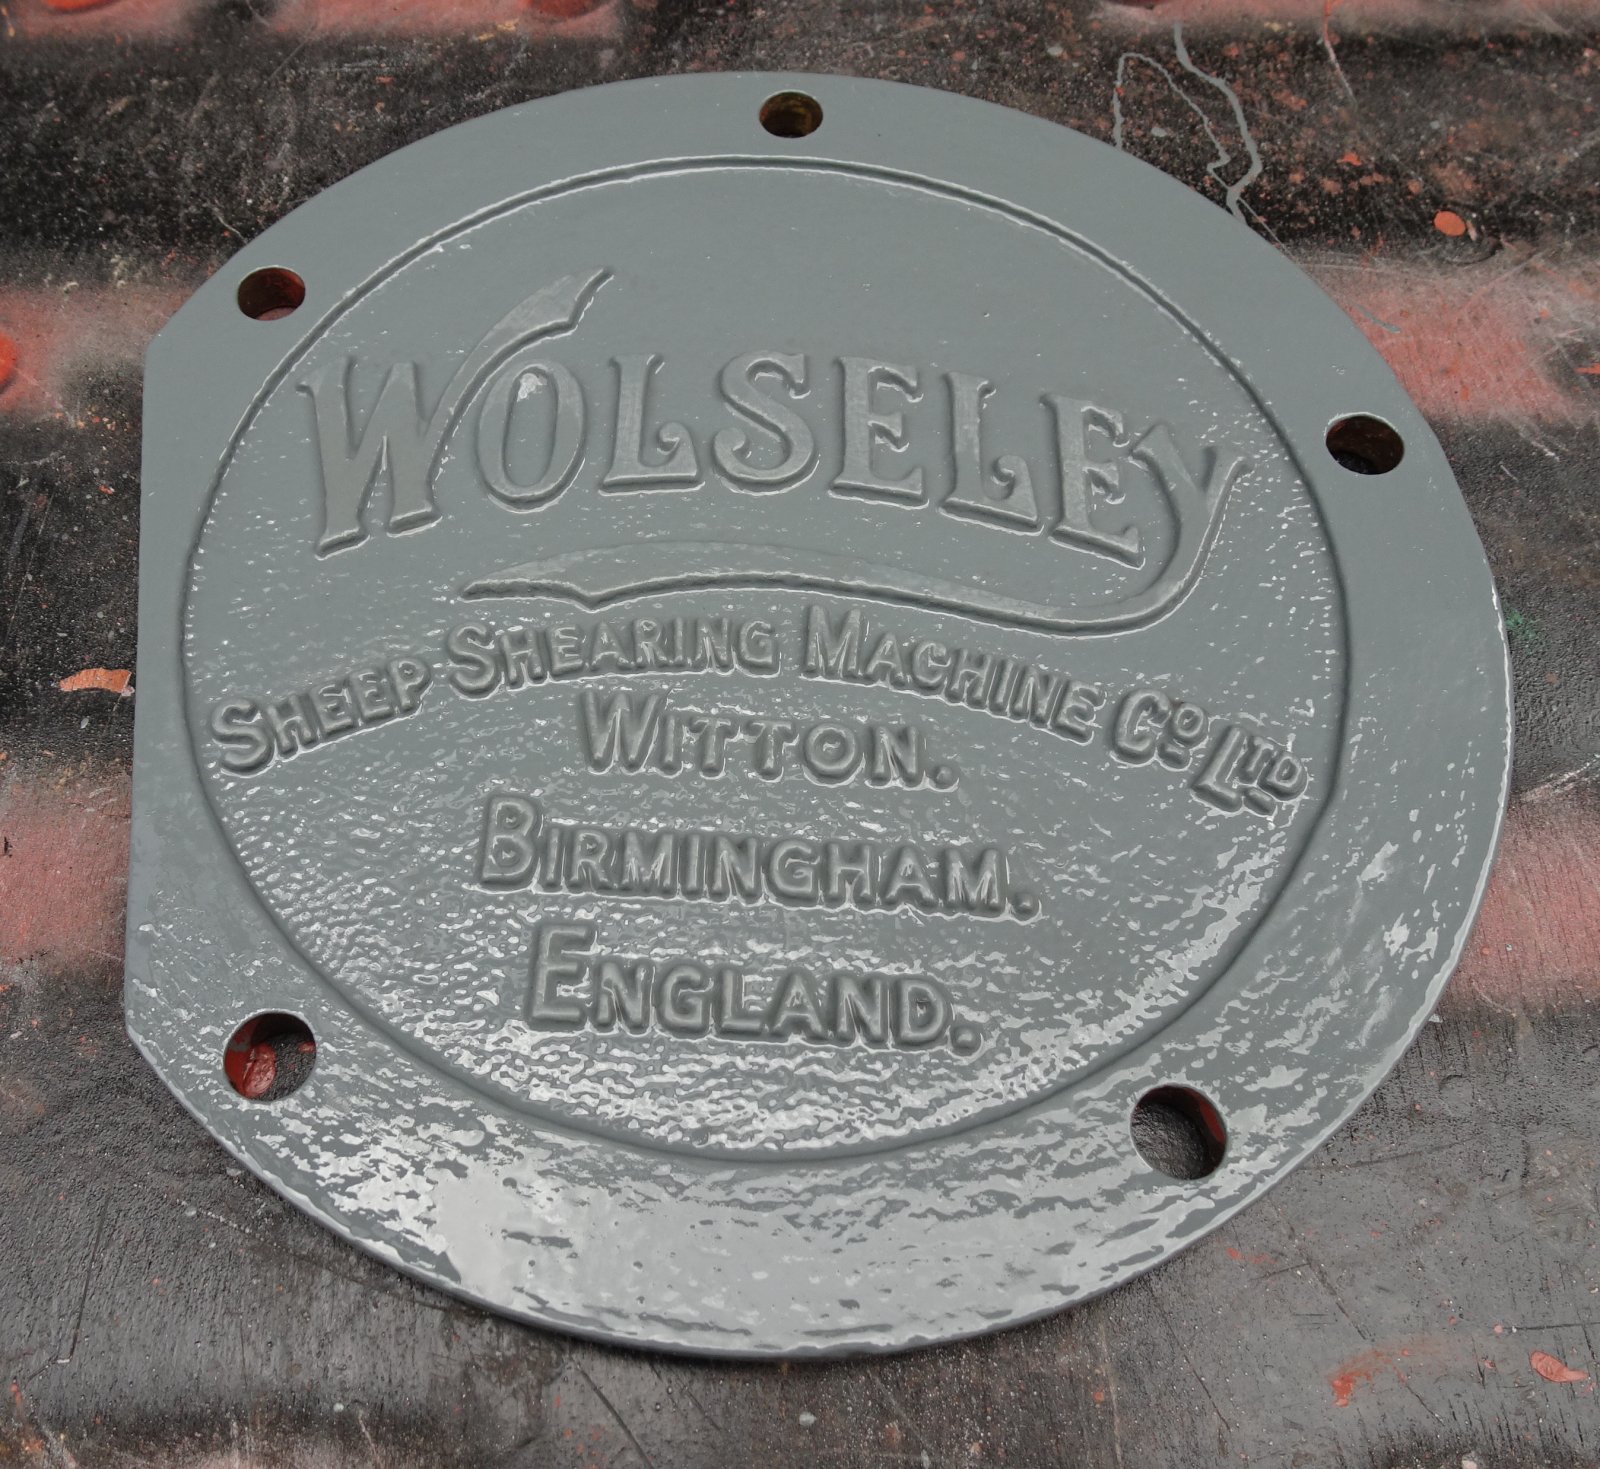 WOLSELEY
SHEEP SHEARING MACHINE CO LTD
WITTON.
BIRMINGHAM.
ENGLAND.